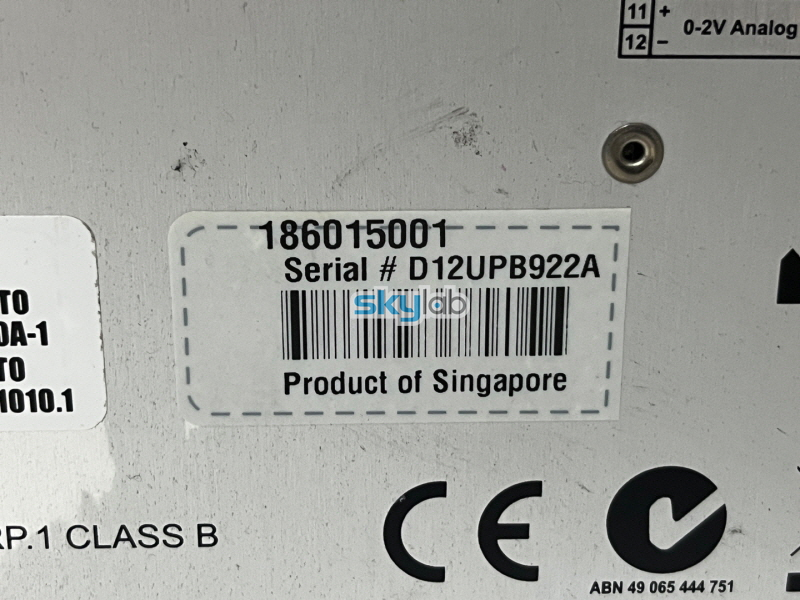 11 +
12 –
0-2V Analog
186015001
Serial # D12UPB922A
skylab
Product of Singapore
TO
0A-1
TO
1010.1
RP.1 CLASS B
CE
ABN 49 065 444 751